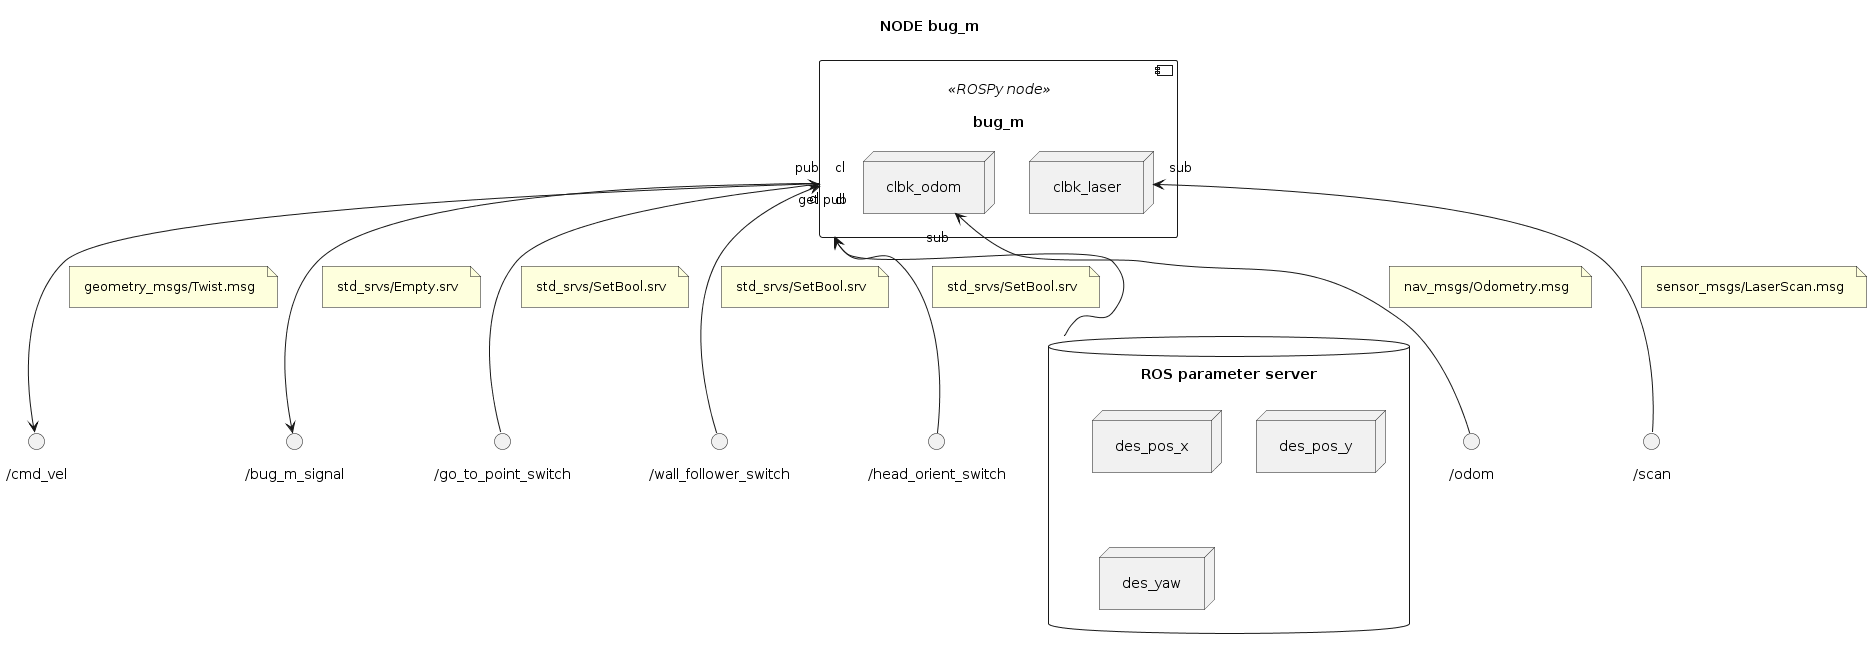 NODE bug_m
«ROSPy node»
bug_m
pub
cl
sub
clbk_odom
clbk_laser
get
cl
pub
cl
sub
geometry_msgs/Twist.msg
std_srvs/Empty.srv
std_srvs/SetBool.srv
std_srvs/SetBool.srv
std_srvs/SetBool.srv
nav_msgs/Odometry.msg
sensor_msgs/LaserScan.msg
ROS parameter server
des_pos_x
des_pos_y
/cmd_vel
/bug_m_signal
/go_to_point_switch
/wall_follower_switch
/head_orient_switch
/odom
/scan
des_yaw